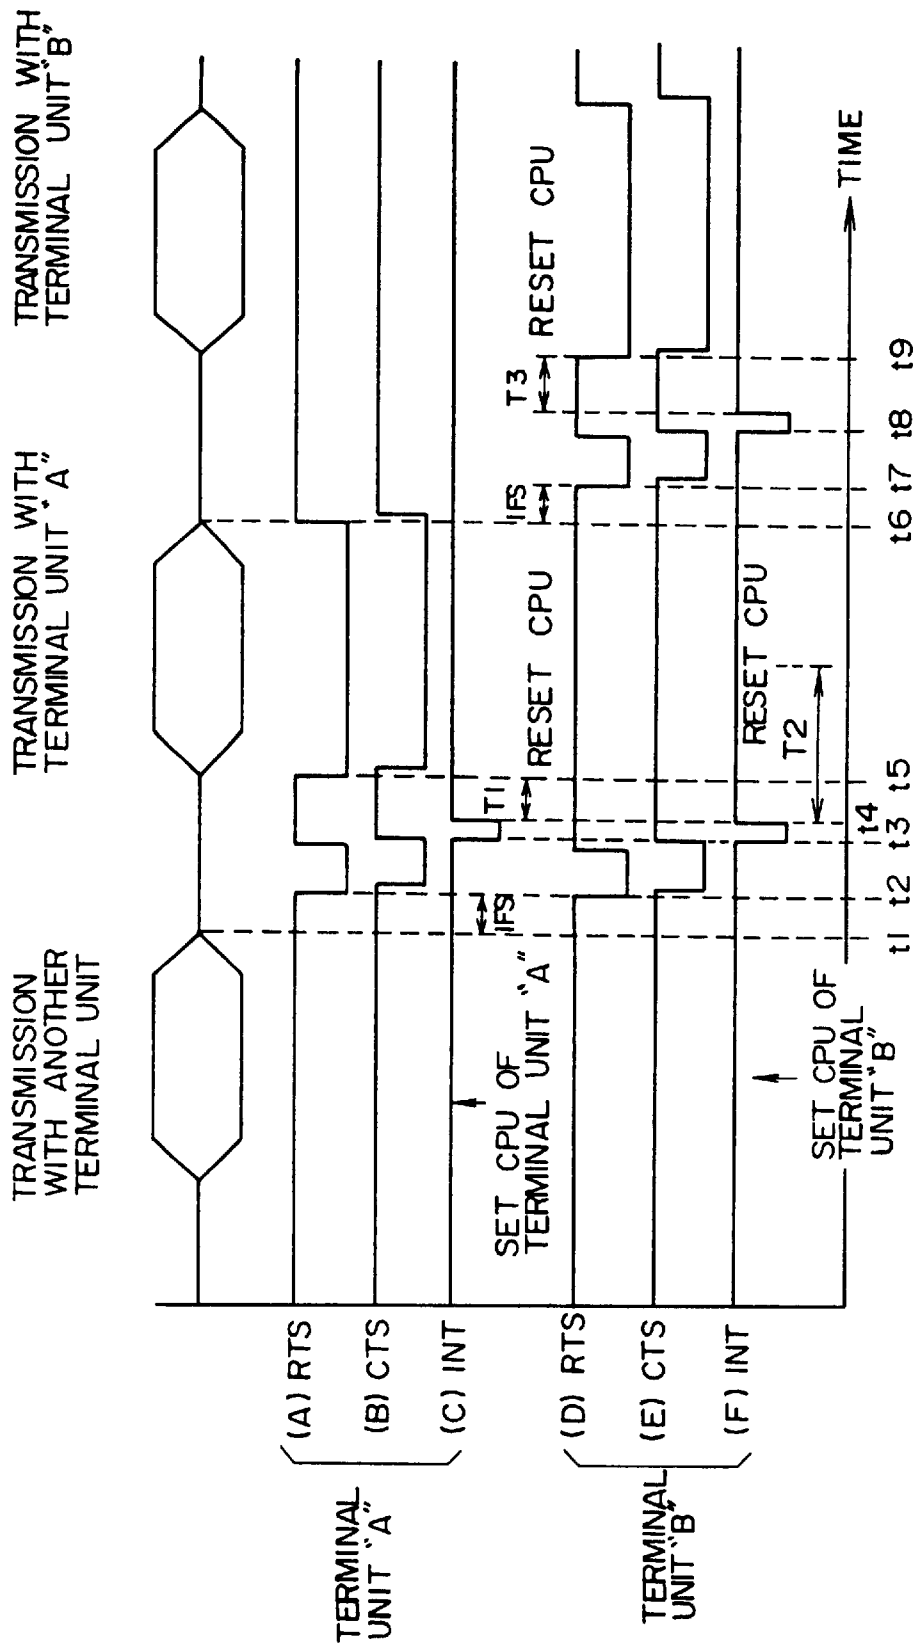 TRANSMISSION
WITH ANOTHER
TERMINAL UNIT
TRANSMISSION WITH
TERMINAL UNIT "A"
TRANSMISSION WITH
TERMINAL UNIT "B"
TERMINAL
UNIT "A"
(A) RTS
(B) CTS
(C) INT
IFS
T1
RESET CPU
SET CPU OF
TERMINAL UNIT "A"
TERMINAL
UNIT "B"
(D) RTS
(E) CTS
(F) INT
IFS
T3
RESET CPU
RESET CPU
T2
SET CPU OF
TERMINAL
UNIT "B"
TIME
t1
t2
t3
t4
t5
t6
t7
t8
t9